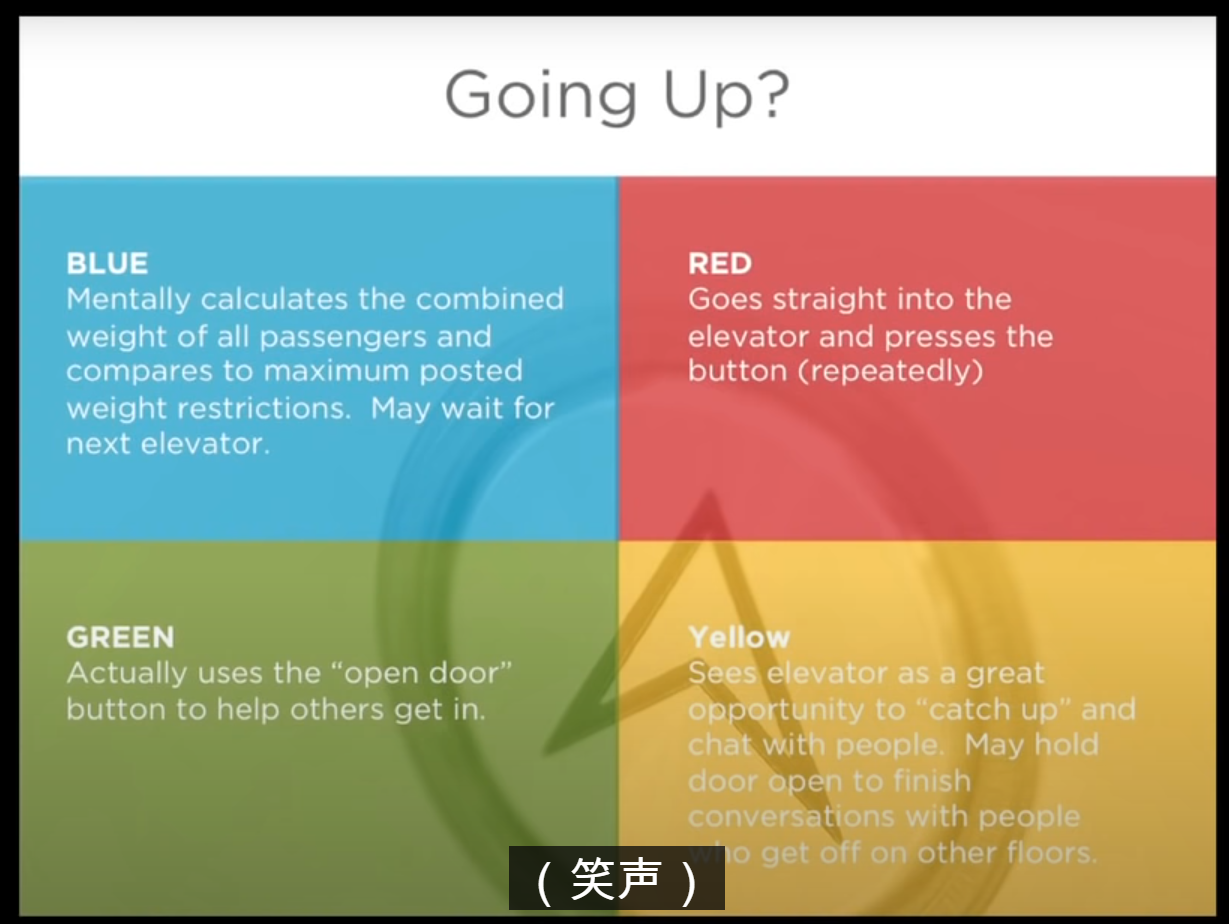 Going Up?
BLUE
Mentally calculates the combined
weight of all passengers and
compares to maximum posted
weight restrictions.  May wait for
next elevator.
RED
Goes straight into the
elevator and presses the
button (repeatedly)
GREEN
Actually uses the “open door”
button to help others get in.
Yellow
Sees elevator as a great
opportunity to “catch up” and
chat with people.  May hold
door open to finish
conversations with people
who get off on other floors.
(笑声)